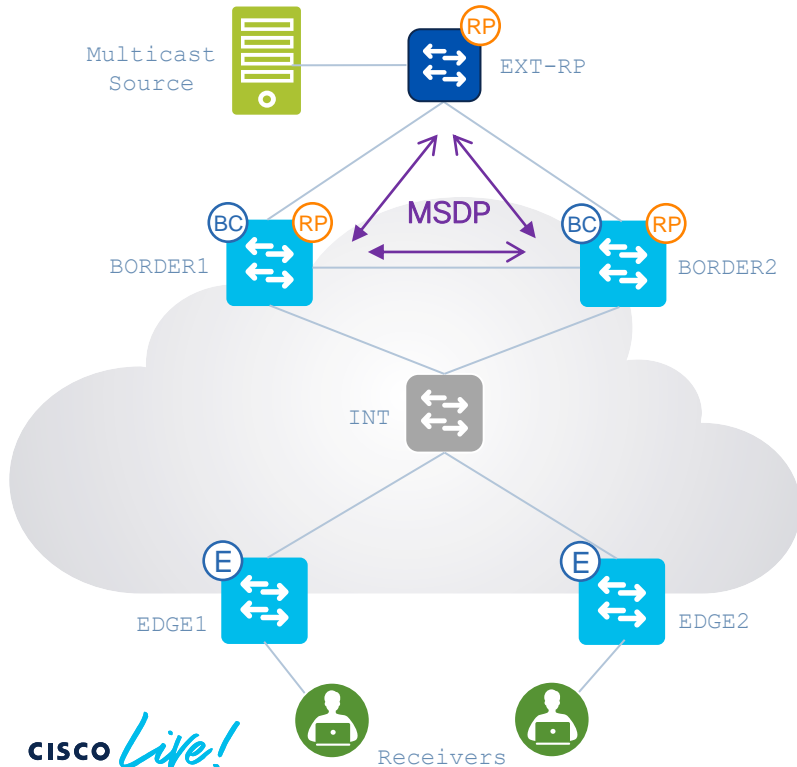 RP
Multicast
Source
EXT-RP
MSDP
BC
RP
BC
RP
BORDER1
BORDER2
INT
E
E
EDGE1
EDGE2
Receivers
CISCO Live!